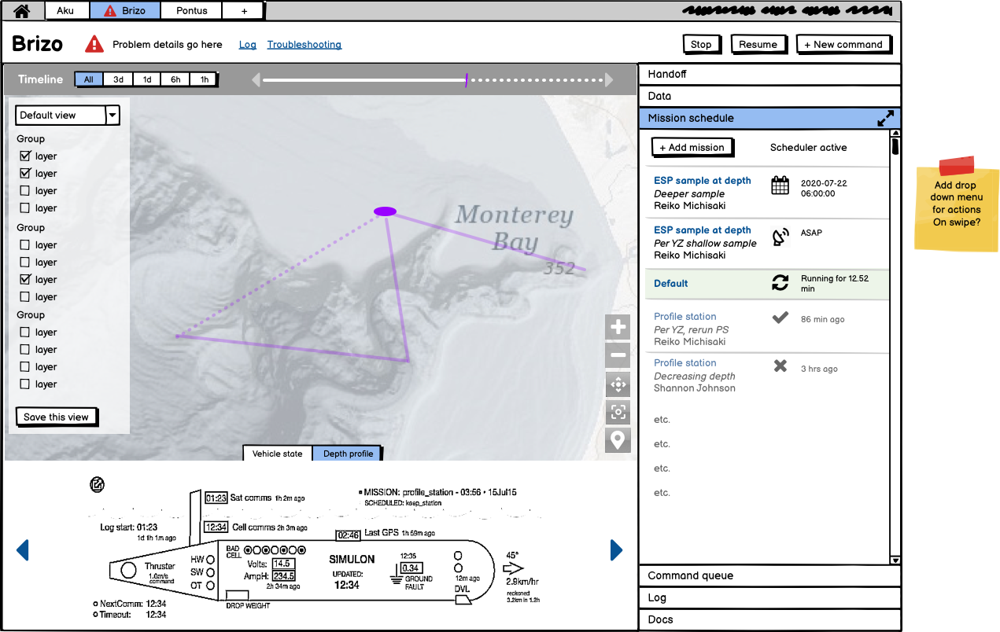 Aku
Brizo
Pontus
+
Brizo
Problem details go here
Log
Troubleshooting
Stop
Resume
+ New command
Timeline
All
3d
1d
6h
1h
Default view
Group
layer
layer
layer
layer
Group
layer
layer
layer
layer
Group
layer
layer
layer
layer
Save this view
Monterey
Bay
352
Vehicle state
Depth profile
Handoff
Data
Mission schedule
+ Add mission
Scheduler active
ESP sample at depth
Deeper sample
Reiko Michisaki
2020-07-22
06:00:00
ESP sample at depth
Per YZ shallow sample
Reiko Michisaki
ASAP
Default
Running for 12.52
min
Profile station
Per YZ, rerun PS
Reiko Michisaki
86 min ago
Profile station
Decreasing depth
Shannon Johnson
3 hrs ago
etc.
etc.
etc.
etc.
Command queue
Log
Docs
Add drop
down menu
for actions
On swipe?
01:23 Sat comms 1h 2m ago
MISSION: profile_station - 03:56 • 15Jul15
SCHEDULED: keep_station
Log start: 01:23
1d 1h 1m ago
12:34 Cell comms 2h 3m ago
02:46 Last GPS 1h 59m ago
Thruster
1.0m/s
command
HW
SW
OT
BAD
CELL
Volts: 14.5
AmpH: 234.5
2h 34m ago
DROP WEIGHT
SIMULON
UPDATED:
12:34
12:35
0.34
GROUND
FAULT
12m ago
DVL
45°
2.9km/hr
reckoned
3.2km in 1.2h
NextComm: 12:34
Timeout: 12:34